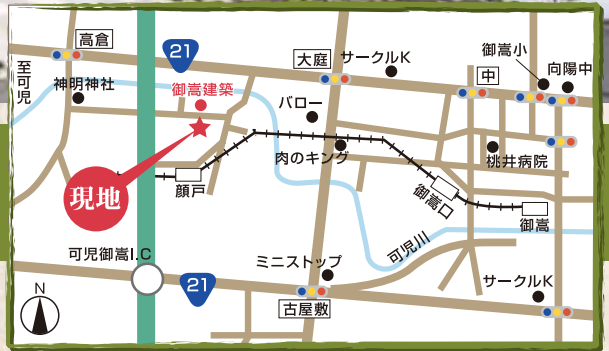 高倉
21
大庭
サークルK
御嵩小
向陽中
至可児
神明神社
御嵩建築
バロー
中
肉のキング
桃井病院
現地
顔戸
御嵩口
御嵩
可児御嵩I.C
可児川
ミニストップ
21
サークルK
古屋敷
N